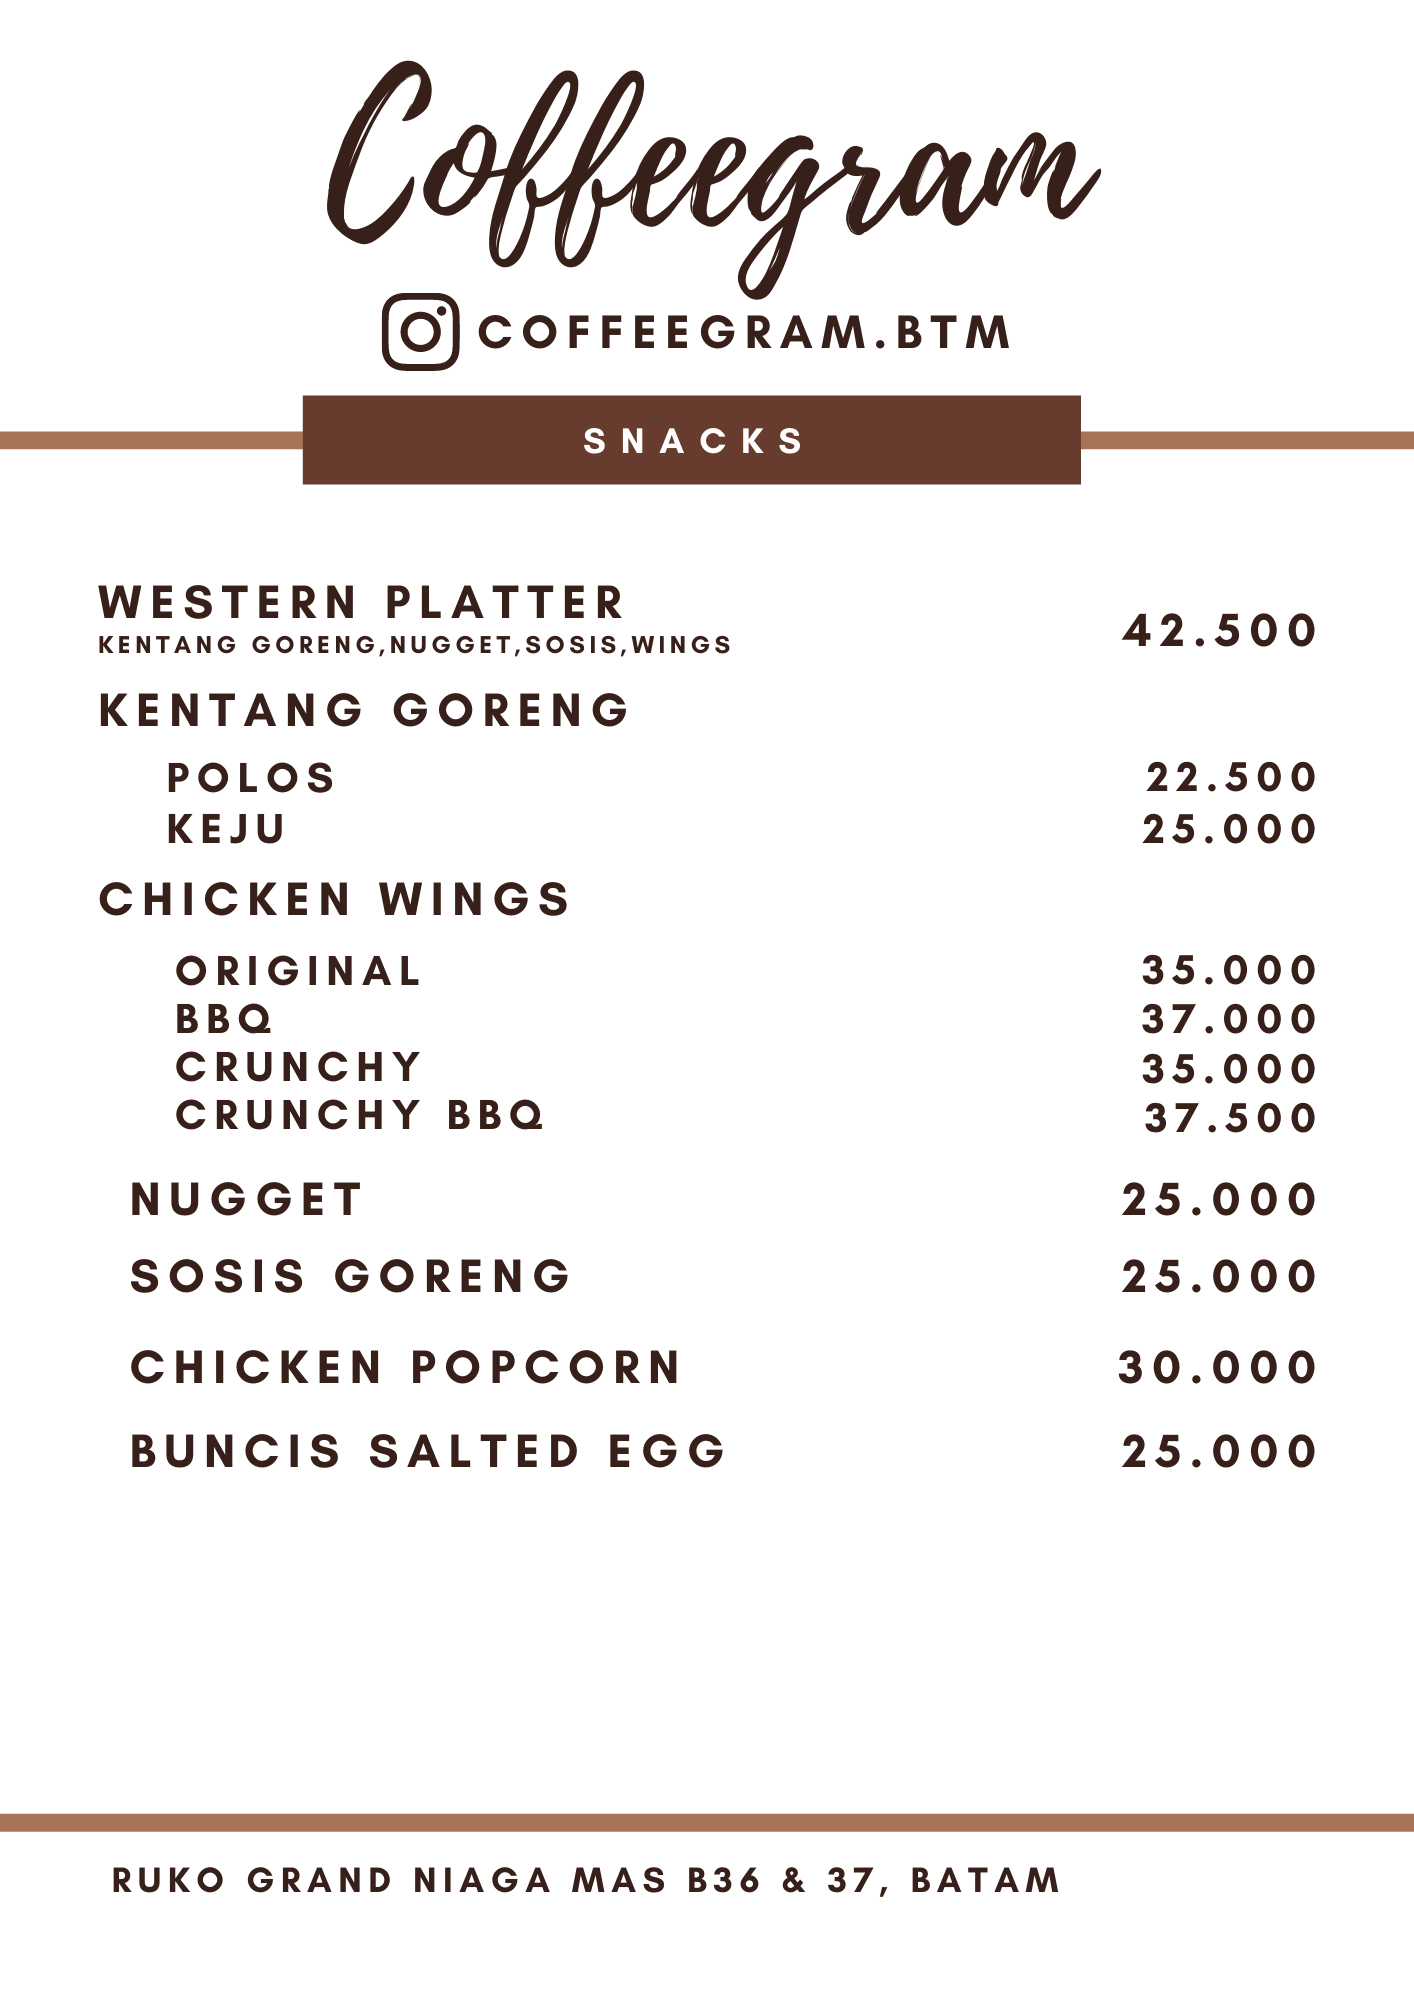 Coffeegram
COFFEEGRAM.BTM
SNACKS
WESTERN PLATTER
KENTANG GORENG,NUGGET,SOSIS,WINGS
42.500
KENTANG GORENG
POLOS 22.500
KEJU 25.000
CHICKEN WINGS
ORIGINAL 35.000
BBQ 37.000
CRUNCHY 35.000
CRUNCHY BBQ 37.500
NUGGET 25.000
SOSIS GORENG 25.000
CHICKEN POPCORN 30.000
BUNCIS SALTED EGG 25.000
RUKO GRAND NIAGA MAS B36 & 37, BATAM